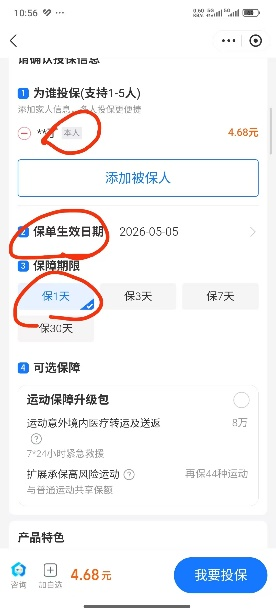 10:56
请确认投保信息
1 为谁投保(支持1-5人)
添加家人信息，多人投保更便捷
本人
4.68元
添加被保人
2 保单生效日期 2026-05-05
3 保障期限
保1天 保3天 保7天
保30天
4 可选保障
运动保障升级包
运动意外境内医疗转运及送返 8万
7*24小时紧急救援
扩展承保高风险运动 再保44种运动
与普通运动共享保额
产品特色
咨询 加自选 4.68元 我要投保